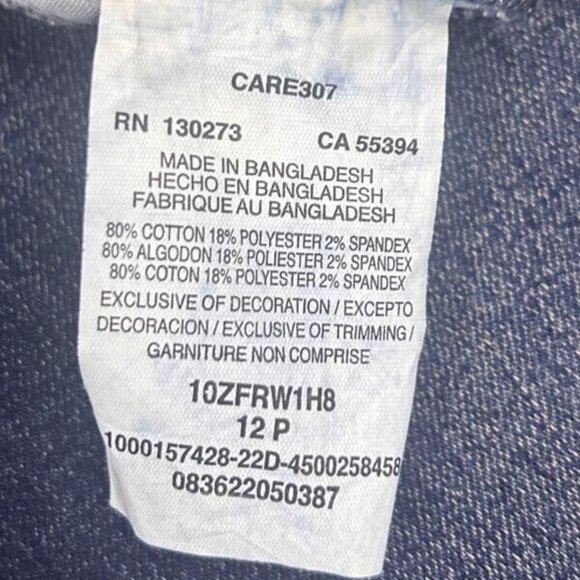 CARE307
RN 130273 CA 55394
MADE IN BANGLADESH
HECHO EN BANGLADESH
FABRIQUE AU BANGLADESH
80% COTTON 18% POLYESTER 2% SPANDEX
80% ALGODON 18% POLIESTER 2% SPANDEX
80% COTON 18% POLYESTER 2% SPANDEX
EXCLUSIVE OF DECORATION / EXCEPTO
DECORACION / EXCLUSIVE OF TRIMMING /
GARNITURE NON COMPRISE
10ZFRW1H8
12 P
1000157428-22D-4500258458
083622050387